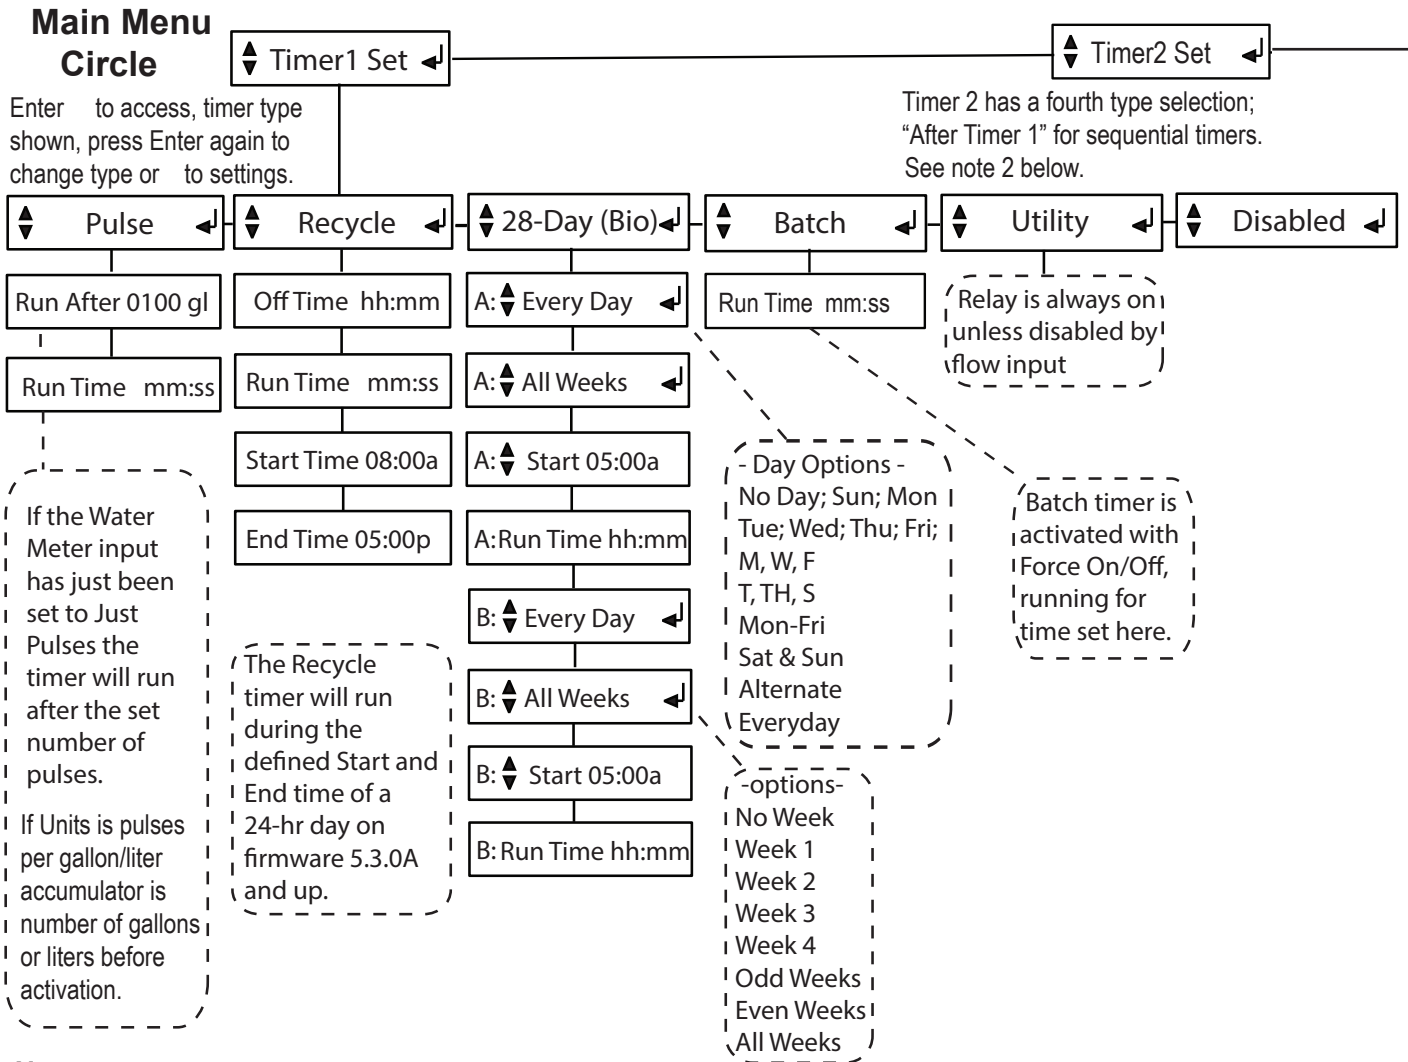 Main Menu
Circle
Timer1 Set
Timer2 Set
Enter to access, timer type
shown, press Enter again to
change type or to settings.
Timer 2 has a fourth type selection;
“After Timer 1” for sequential timers.
See note 2 below.
Pulse
Recycle
28-Day (Bio)
Batch
Utility
Disabled
Run After 0100 gl
Run Time mm:ss
If the Water
Meter input
has just been
set to Just
Pulses the
timer will run
after the set
number of
pulses.
If Units is pulses
per gallon/liter
accumulator is
number of gallons
or liters before
activation.
Off Time hh:mm
Run Time mm:ss
Start Time 08:00a
End Time 05:00p
The Recycle
timer will run
during the
defined Start and
End time of a
24-hr day on
firmware 5.3.0A
and up.
A: Every Day
A: All Weeks
A: Start 05:00a
A:Run Time hh:mm
B: Every Day
B: All Weeks
B: Start 05:00a
B:Run Time hh:mm
Run Time mm:ss
- Day Options -
No Day; Sun; Mon
Tue; Wed; Thu; Fri;
M, W, F
T, TH, S
Mon-Fri
Sat & Sun
Alternate
Everyday
-options-
No Week
Week 1
Week 2
Week 3
Week 4
Odd Weeks
Even Weeks
All Weeks
Relay is always on
unless disabled by
flow input
Batch timer is
activated with
Force On/Off,
running for
time set here.